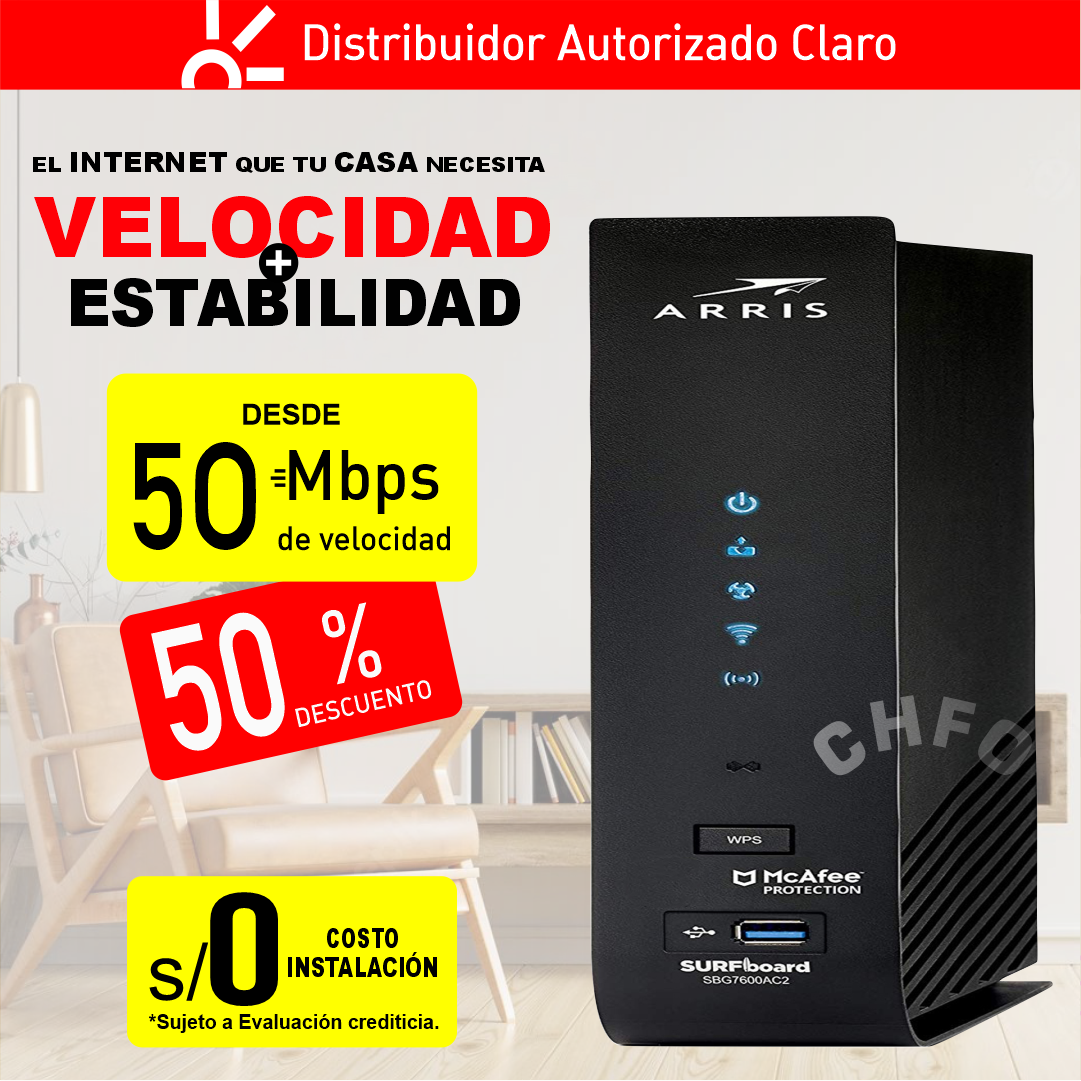 Distribuidor Autorizado Claro
EL INTERNET QUE TU CASA NECESITA
VELOCIDAD
+
ESTABILIDAD
DESDE
50 Mbps
de velocidad
50 %
DESCUENTO
s/0 COSTO
INSTALACIÓN
*Sujeto a Evaluación crediticia.
ARRIS
CHFO
WPS
McAfee™
PROTECTION
SURFboard
SBG7600AC2